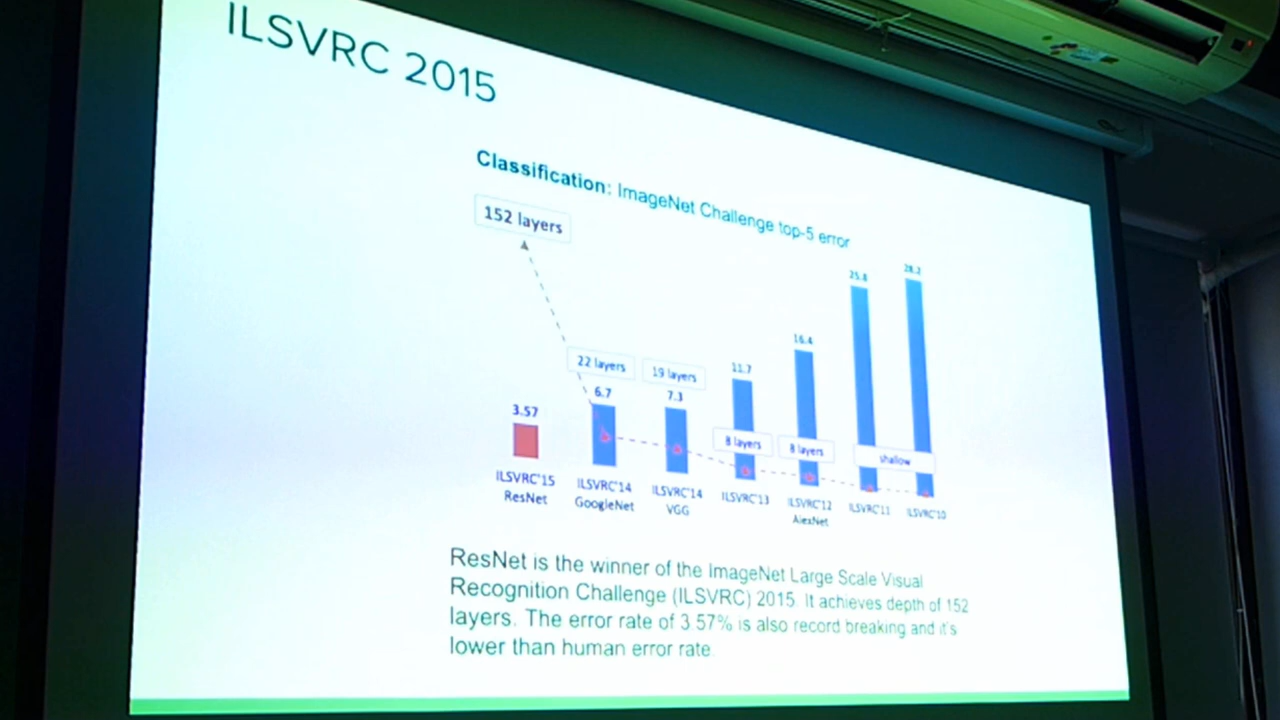 ILSVRC 2015
Classification: ImageNet Challenge top-5 error
152 layers
22 layers
19 layers
8 layers
8 layers
shallow
3.57
6.7
7.3
11.7
16.4
25.8
28.2
ILSVRC'15
ResNet
ILSVRC'14
GoogleNet
ILSVRC'14
VGG
ILSVRC'13
ILSVRC'12
AlexNet
ILSVRC'11
ILSVRC'10
ResNet is the winner of the ImageNet Large Scale Visual
Recognition Challenge (ILSVRC) 2015. It achieves depth of 152
layers. The error rate of 3.57% is also record breaking and it's
lower than human error rate.